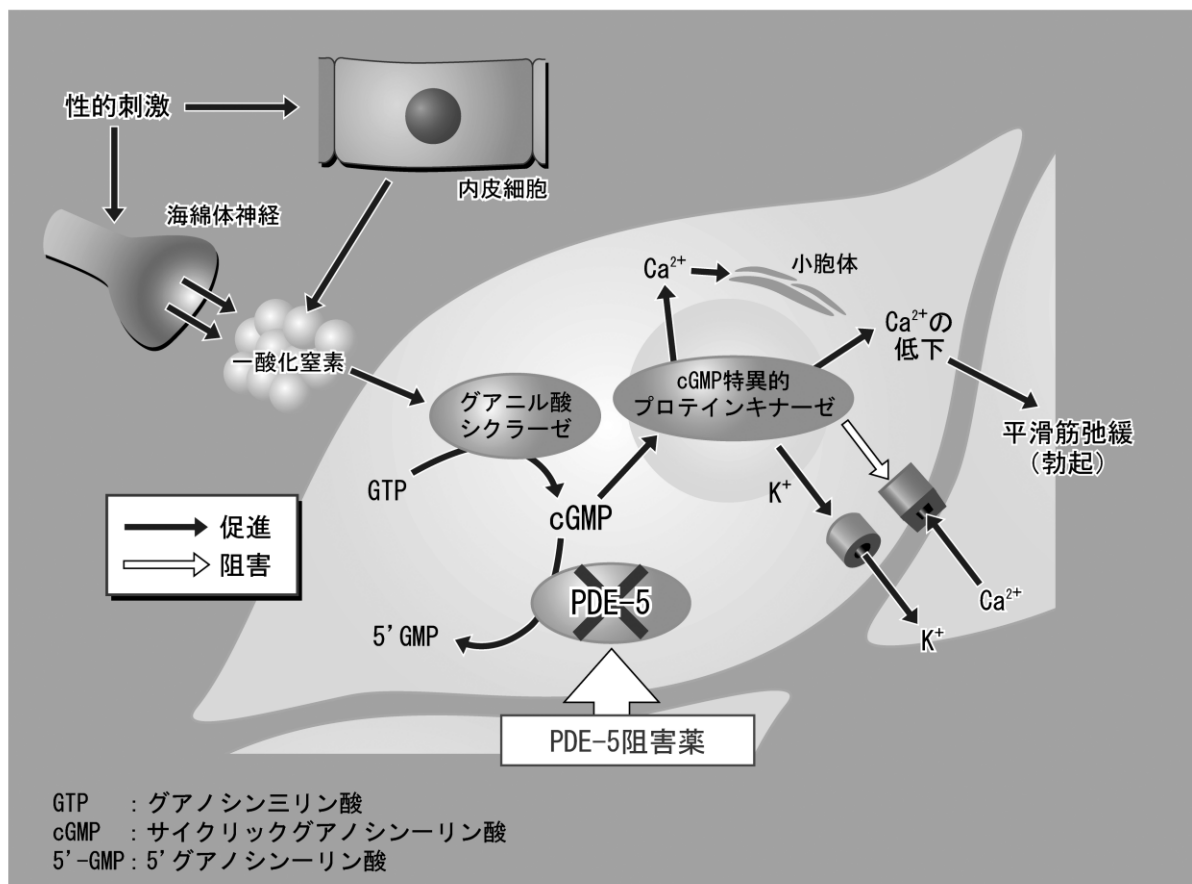 性的刺激
内皮細胞
海綿体神経
一酸化窒素
グアニル酸
シクラーゼ
GTP
cGMP
cGMP特異的
プロテインキナーゼ
Ca²⁺
小胞体
Ca²⁺の
低下
平滑筋弛緩
（勃起）
K⁺
K⁺
Ca²⁺
促進
阻害
PDE-5
5’GMP
PDE-5阻害薬
GTP ：グアノシン三リン酸
cGMP ：サイクリックグアノシン一リン酸
5’-GMP：5’グアノシン一リン酸